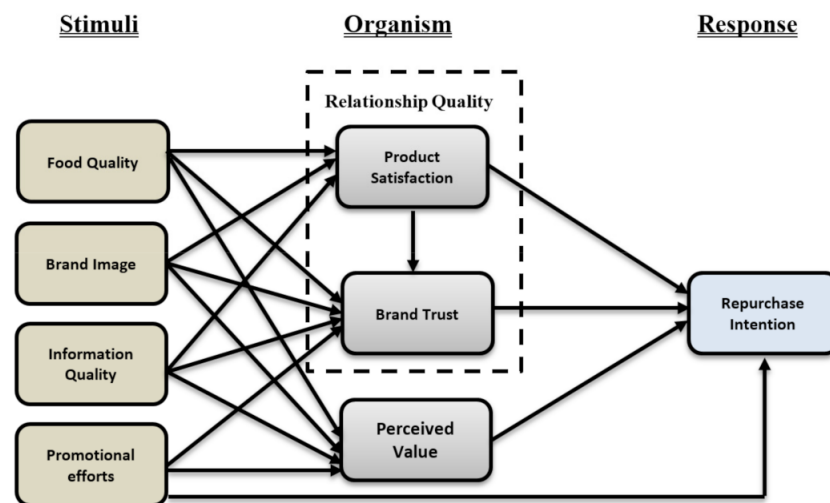 Stimuli
Organism
Response
Relationship Quality
Food Quality
Product
Satisfaction
Brand Image
Brand Trust
Repurchase
Intention
Information
Quality
Perceived
Value
Promotional
efforts